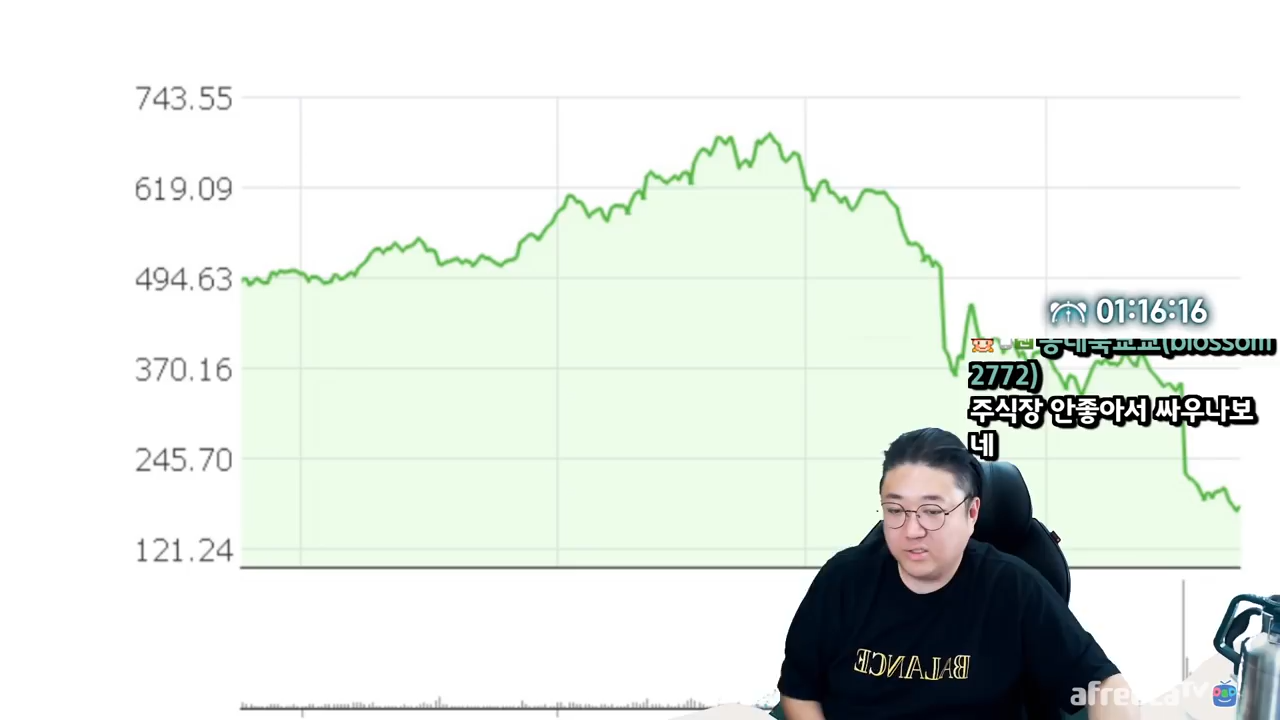 743.55
619.09
494.63
370.16
245.70
121.24
01:16:16
2772)
주식장 안좋아서 싸우나보
네
BALANCE
afreecaTV